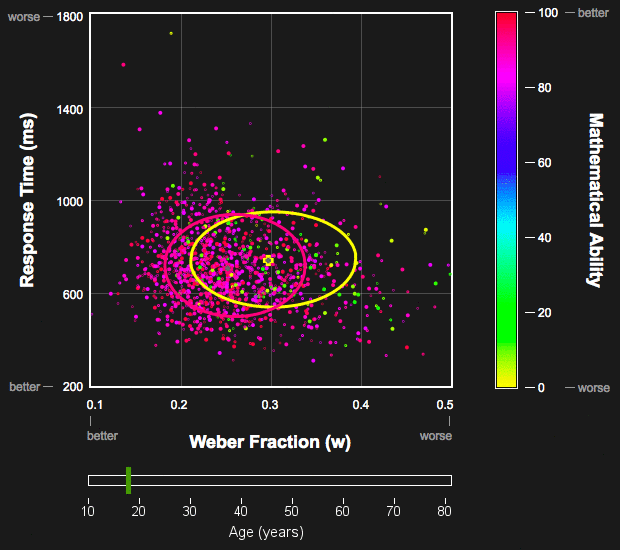 worse
1800
1400
1000
600
better
200
Response Time (ms)
0.1
0.2
0.3
0.4
0.5
better
worse
Weber Fraction (w)
10
20
30
40
50
60
70
80
Age (years)
100
better
80
60
40
20
0
worse
Mathematical Ability